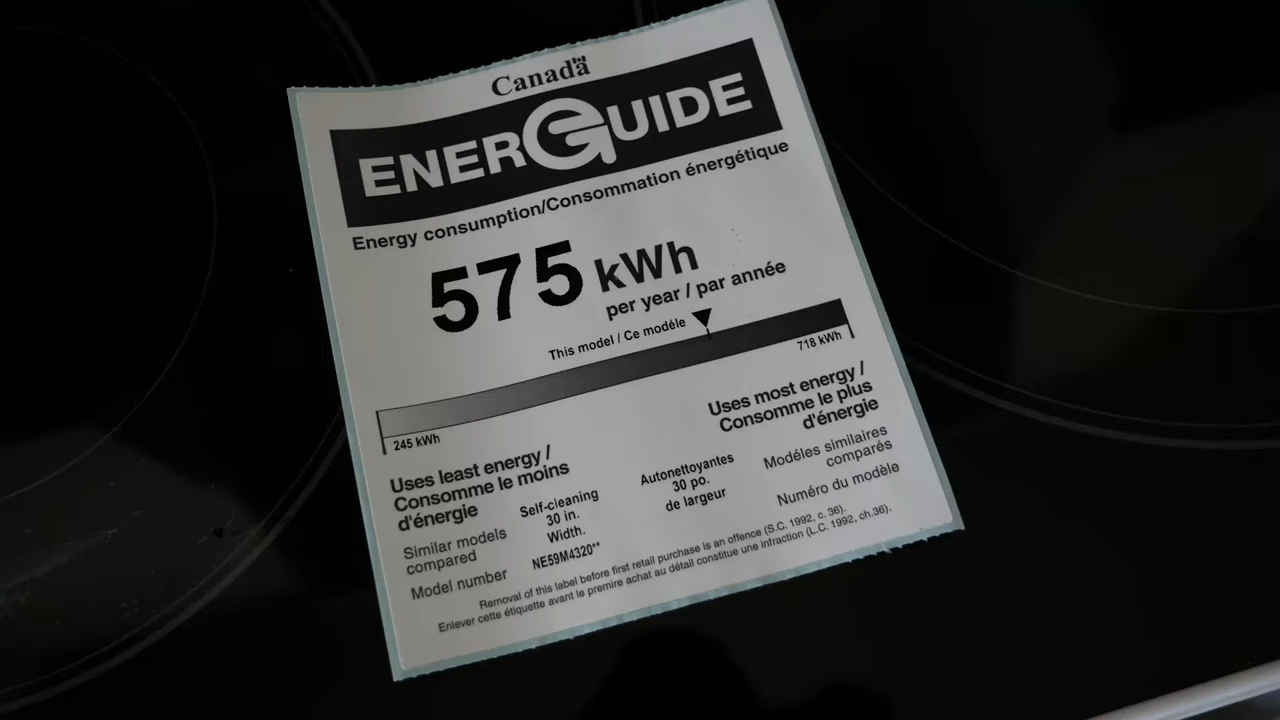 Canada
ENERGUIDE
Energy consumption/Consommation énergétique
575 kWh
per year / par année
This model / Ce modèle
718 kWh
245 kWh
Uses most energy /
Consomme le plus
d'énergie
Uses least energy /
Consomme le moins
d'énergie
Similar models
compared
Self-cleaning
30 in.
Width.
Autonettoyantes
30 po.
de largeur
Modéles similaires
comparés
Model number
NE59M4320**
Numéro du modèle
Removal of this label before first retail purchase is an offence (S.C. 1992, c. 36).
Enlever cette étiquette avant le premire achat au détail constitue une infraction (L.C. 1992, ch.36).